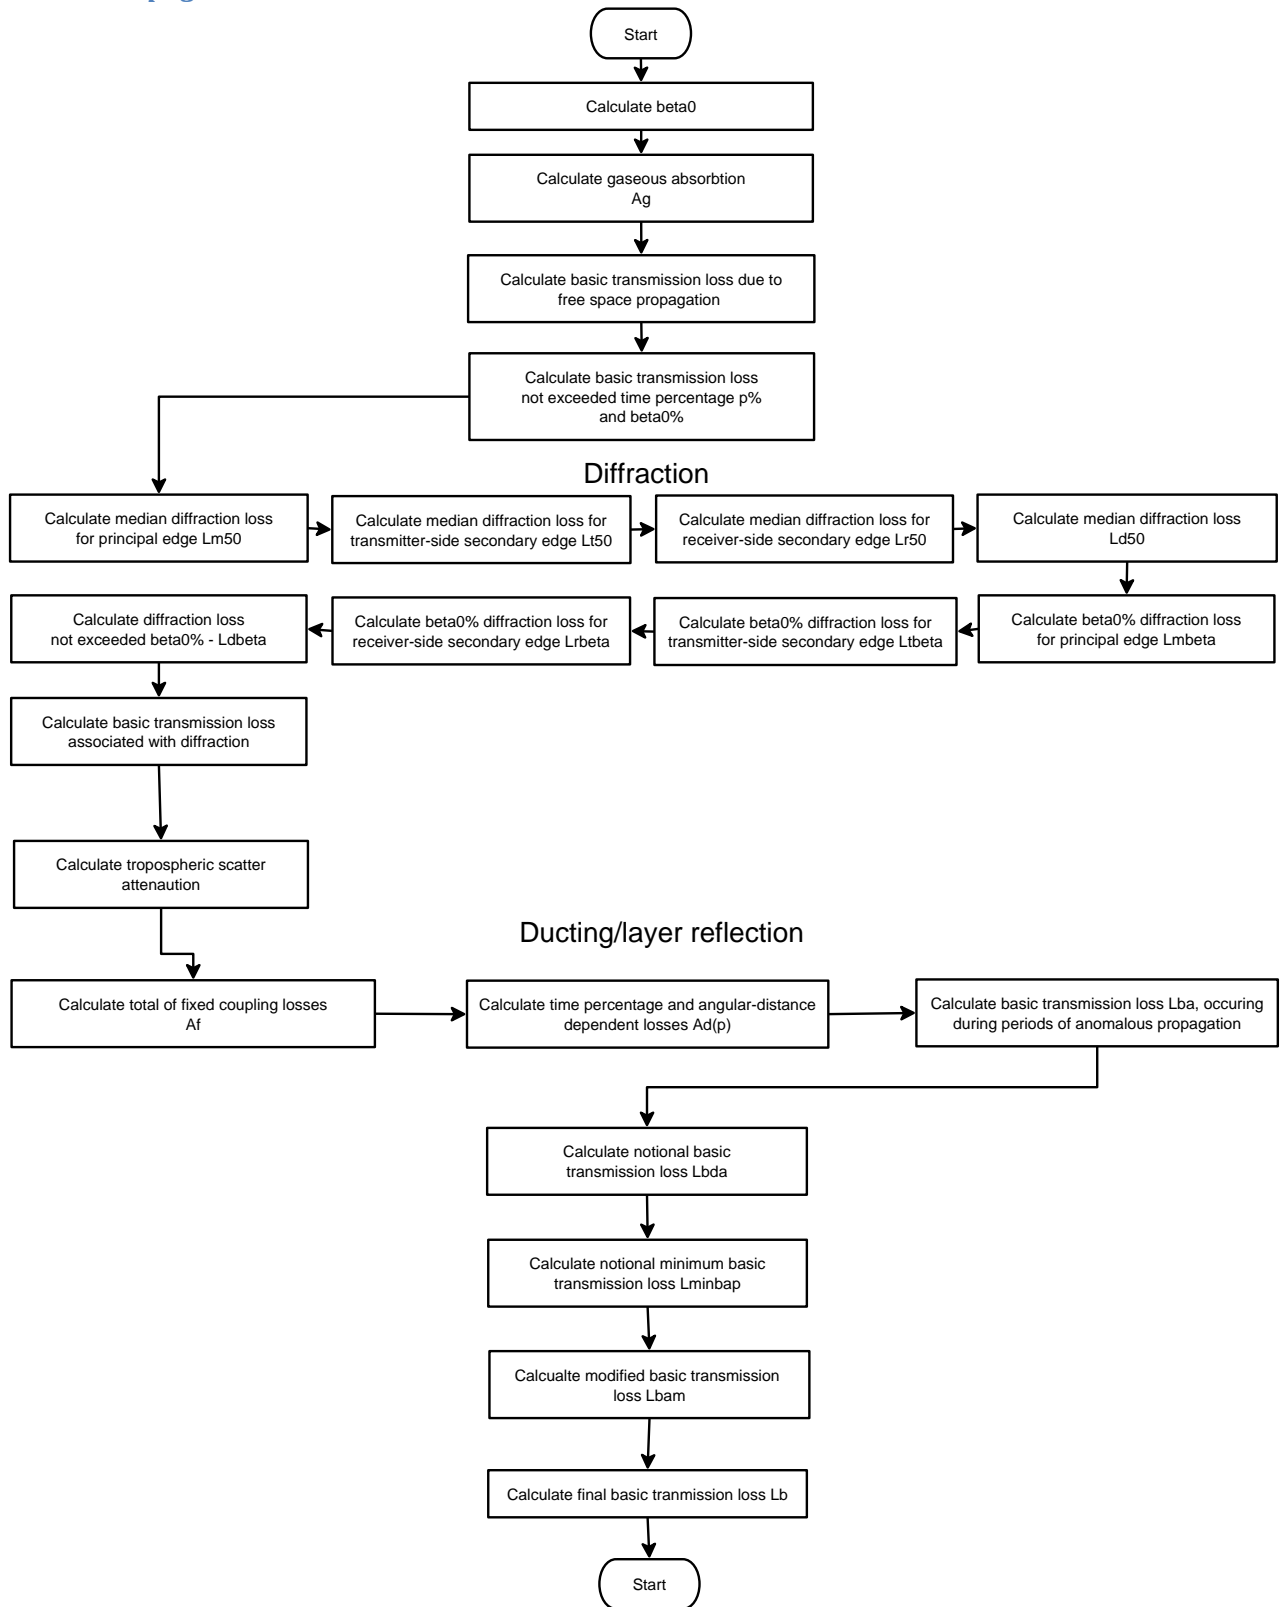 Start
Calculate beta0
Calculate gaseous absorbtion
Ag
Calculate basic transmission loss due to
free space propagation
Calculate basic transmission loss
not exceeded time percentage p%
and beta0%
Diffraction
Calculate median diffraction loss
for principal edge Lm50
Calculate median diffraction loss for
transmitter-side secondary edge Lt50
Calculate median diffraction loss for
receiver-side secondary edge Lr50
Calculate median diffraction loss
Ld50
Calculate beta0% diffraction loss
for principal edge Lmbeta
Calculate beta0% diffraction loss for
transmitter-side secondary edge Ltbeta
Calculate beta0% diffraction loss for
receiver-side secondary edge Lrbeta
Calculate diffraction loss
not exceeded beta0% - Ldbeta
Calculate basic transmission loss
associated with diffraction
Calculate tropospheric scatter
attenaution
Ducting/layer reflection
Calculate total of fixed coupling losses
Af
Calculate time percentage and angular-distance
dependent losses Ad(p)
Calculate basic transmission loss Lba, occuring
during periods of anomalous propagation
Calculate notional basic
transmission loss Lbda
Calculate notional minimum basic
transmission loss Lminbap
Calcualte modified basic transmission
loss Lbam
Calculate final basic tranmission loss Lb
Start